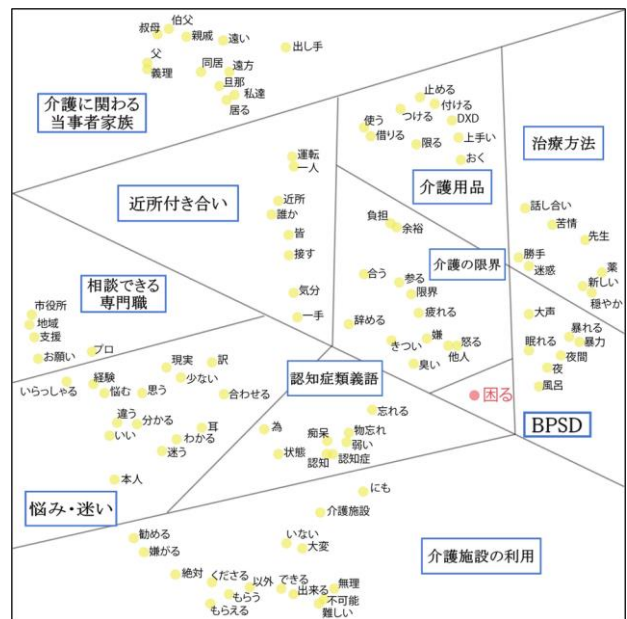 伯父
叔母
親戚
遠い
出し手
父
義理
同居
遠方
旦那
私達
居る
介護に関わる
当事者家族
止める
付ける
つける
DXD
使う
借りる
限る
上手い
おく
介護用品
治療方法
運転
一人
近所付き合い
近所
誰か
皆
接す
気分
一手
負担
余裕
介護の限界
合う
参る
限界
疲れる
辞める
きつい
嫌
怒る
他人
臭い
話し合い
苦情
先生
勝手
迷惑
薬
新しい
穏やか
大声
暴れる
暴力
眠れる
夜間
夜
風呂
BPSD
困る
相談できる
専門職
市役所
地域
支援
お願い
プロ
いらっしゃる
経験
悩む
現実
少ない
訳
思う
合わせる
違う
分かる
いい
わかる
耳
迷う
本人
悩み・迷い
認知症類義語
忘れる
為
痴呆
物忘れ
弱い
状態
認知
認知症
にも
介護施設
いない
大変
介護施設の利用
勧める
嫌がる
絶対
くださる
以外
できる
無理
もらう
出来る
不可能
もらえる
難しい